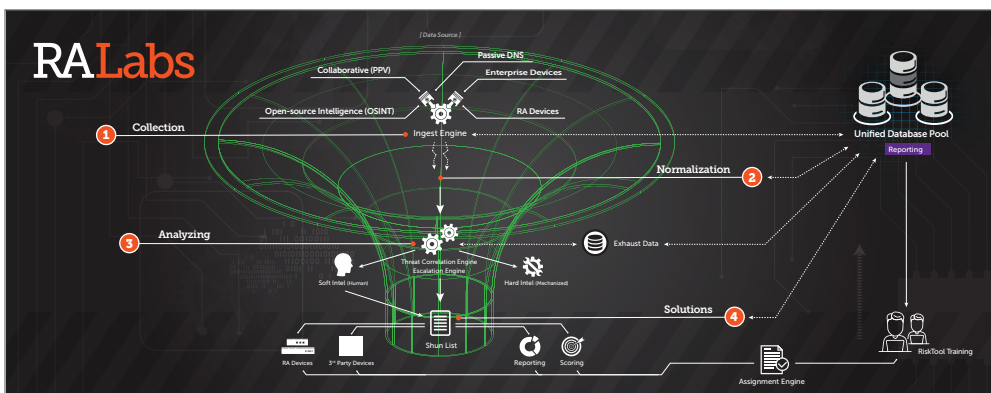 RALabs
[ Data Source ]
Passive DNS
Collaborative (PPV)
Enterprise Devices
Open-source Intelligence (OSINT)
RA Devices
1
Collection
Ingest Engine
Unified Database Pool
Reporting
Normalization
2
3
Analyzing
Exhaust Data
Threat Correlation Engine
Escalation Engine
Soft Intel (Human)
Hard Intel (Mechanized)
Solutions
4
Shun List
RA Devices
3rd Party Devices
Reporting
Scoring
RiskTool Training
Assignment Engine